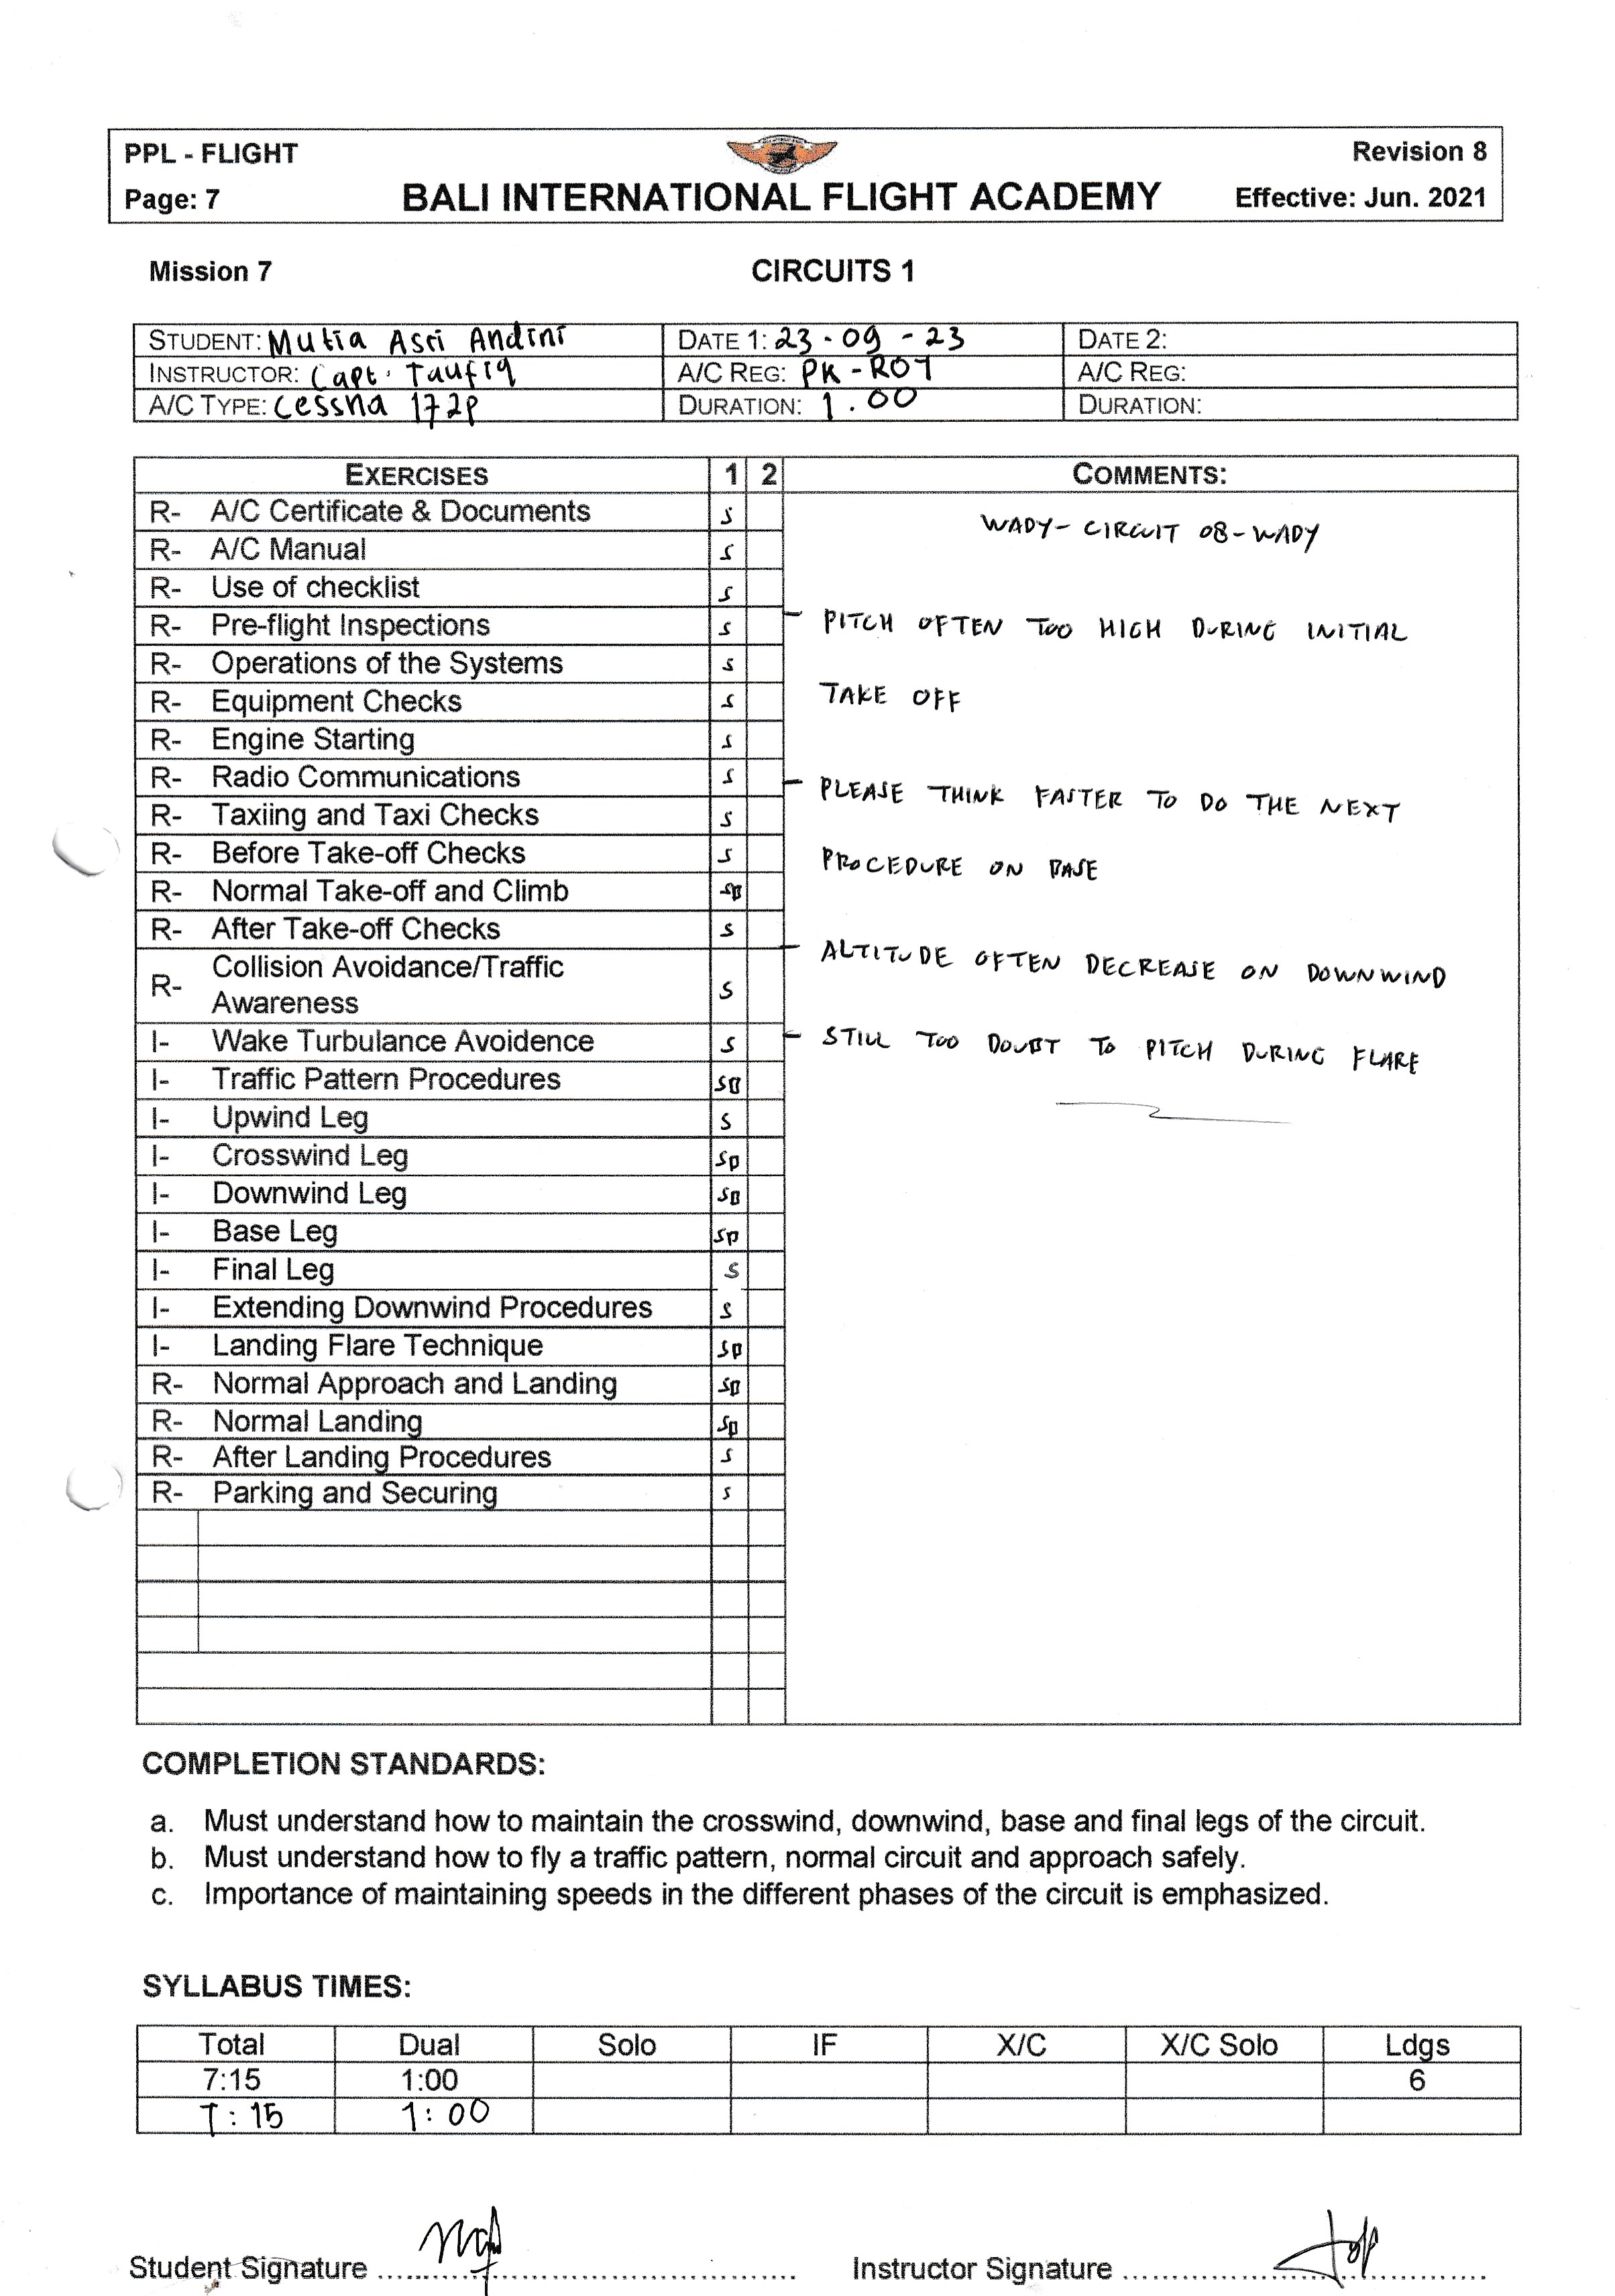 PPL - FLIGHT
Revision 8
Page: 7
BALI INTERNATIONAL FLIGHT ACADEMY
Effective: Jun. 2021
Mission 7
CIRCUITS 1
STUDENT: Mutia Asri Andini
DATE 1: 23-09-23
DATE 2:
INSTRUCTOR: Capt. Taufiq
A/C REG: PK-ROY
A/C REG:
A/C TYPE: Cessna 172P
DURATION: 1.00
DURATION:
EXERCISES 1 2 COMMENTS:
R- A/C Certificate & Documents S
WADY-CIRCUIT 08-WADY
R- A/C Manual S
R- Use of checklist S
R- Pre-flight Inspections S
- PITCH OFTEN TOO HIGH DURING INITIAL
R- Operations of the Systems S
R- Equipment Checks S
TAKE OFF
R- Engine Starting S
R- Radio Communications S
- PLEASE THINK FASTER TO DO THE NEXT
R- Taxiing and Taxi Checks S
R- Before Take-off Checks S
PROCEDURE ON BASE
R- Normal Take-off and Climb SB
R- After Take-off Checks S
- ALTITUDE OFTEN DECREASE ON DOWNWIND
R- Collision Avoidance/Traffic
Awareness S
I- Wake Turbulance Avoidence S
- STILL TOO DOUBT TO PITCH DURING FLARE
I- Traffic Pattern Procedures SB
I- Upwind Leg S
I- Crosswind Leg SB
I- Downwind Leg SB
I- Base Leg SB
I- Final Leg S
I- Extending Downwind Procedures S
I- Landing Flare Technique SB
R- Normal Approach and Landing SB
R- Normal Landing SB
R- After Landing Procedures S
R- Parking and Securing S
COMPLETION STANDARDS:
a. Must understand how to maintain the crosswind, downwind, base and final legs of the circuit.
b. Must understand how to fly a traffic pattern, normal circuit and approach safely.
c. Importance of maintaining speeds in the different phases of the circuit is emphasized.
SYLLABUS TIMES:
Total Dual Solo IF X/C X/C Solo Ldgs
7:15 1:00 6
7:15 1:00
Student Signature ........................................
Instructor Signature ........................................